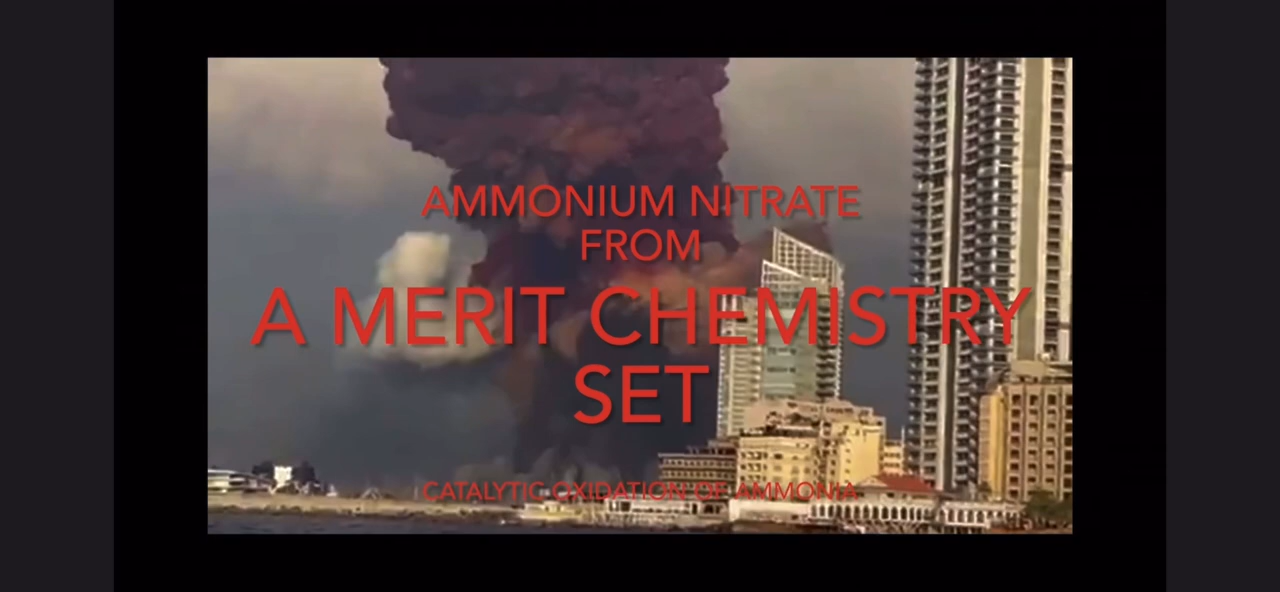 AMMONIUM NITRATE
FROM
A MERIT CHEMISTRY
SET
CATALYTIC OXIDATION OF AMMONIA